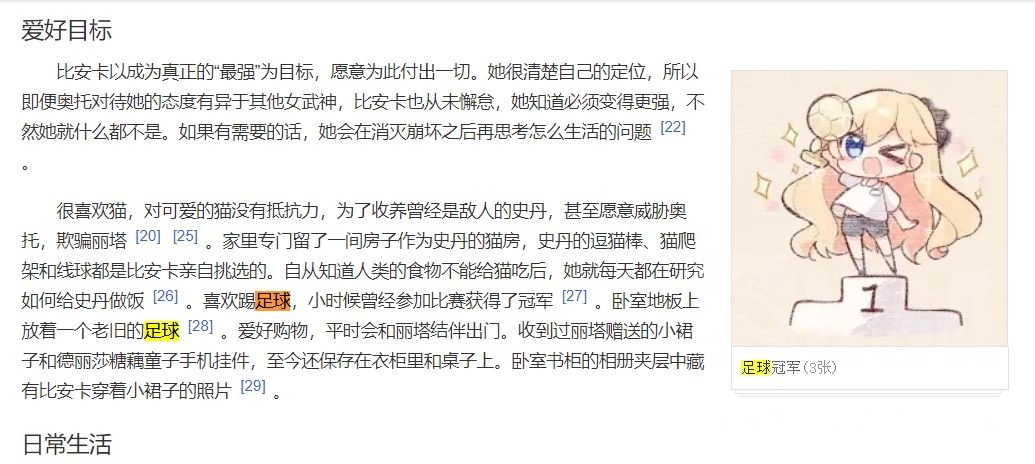 爱好目标
比安卡以成为真正的“最强”为目标，愿意为此付出一切。她很清楚自己的定位，所以
即便奥托对待她的态度有异于其他女武神，比安卡也从未懈怠，她知道必须变得更强，不
然她就什么都不是。如果有需要的话，她会在消灭崩坏之后再思考怎么生活的问题 [22]
。
很喜欢猫，对可爱的猫没有抵抗力，为了收养曾经是敌人的史丹，甚至愿意威胁奥
托，欺骗丽塔 [20] [25] 。家里专门留了一间房子作为史丹的猫房，史丹的逗猫棒、猫爬
架和线球都是比安卡亲自挑选的。自从知道人类的食物不能给猫吃后，她就每天都在研究
如何给史丹做饭 [26] 。喜欢踢足球，小时候曾经参加比赛获得了冠军 [27] 。卧室地板上
放着一个老旧的足球 [28] 。爱好购物，平时会和丽塔结伴出门。收到过丽塔赠送的小裙
子和德丽莎糖藕童子手机挂件，至今还保存在衣柜里和桌子上。卧室书柜的相册夹层中藏
有比安卡穿着小裙子的照片 [29] 。
1
足球冠军(3张)
日常生活